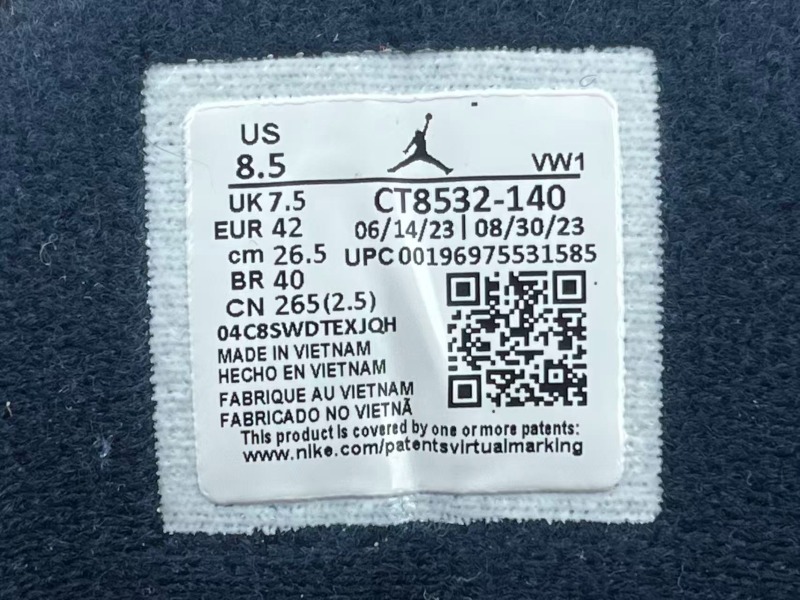 US
8.5
VW1
UK 7.5
CT8532-140
EUR 42
06/14/23 | 08/30/23
cm 26.5
UPC 00196975531585
BR 40
CN 265(2.5)
04C8SWDTEXJQH
MADE IN VIETNAM
HECHO EN VIETNAM
FABRIQUE AU VIETNAM
FABRICADO NO VIETNÃ
This product is covered by one or more patents:
www.nike.com/patentsvirtualmarking